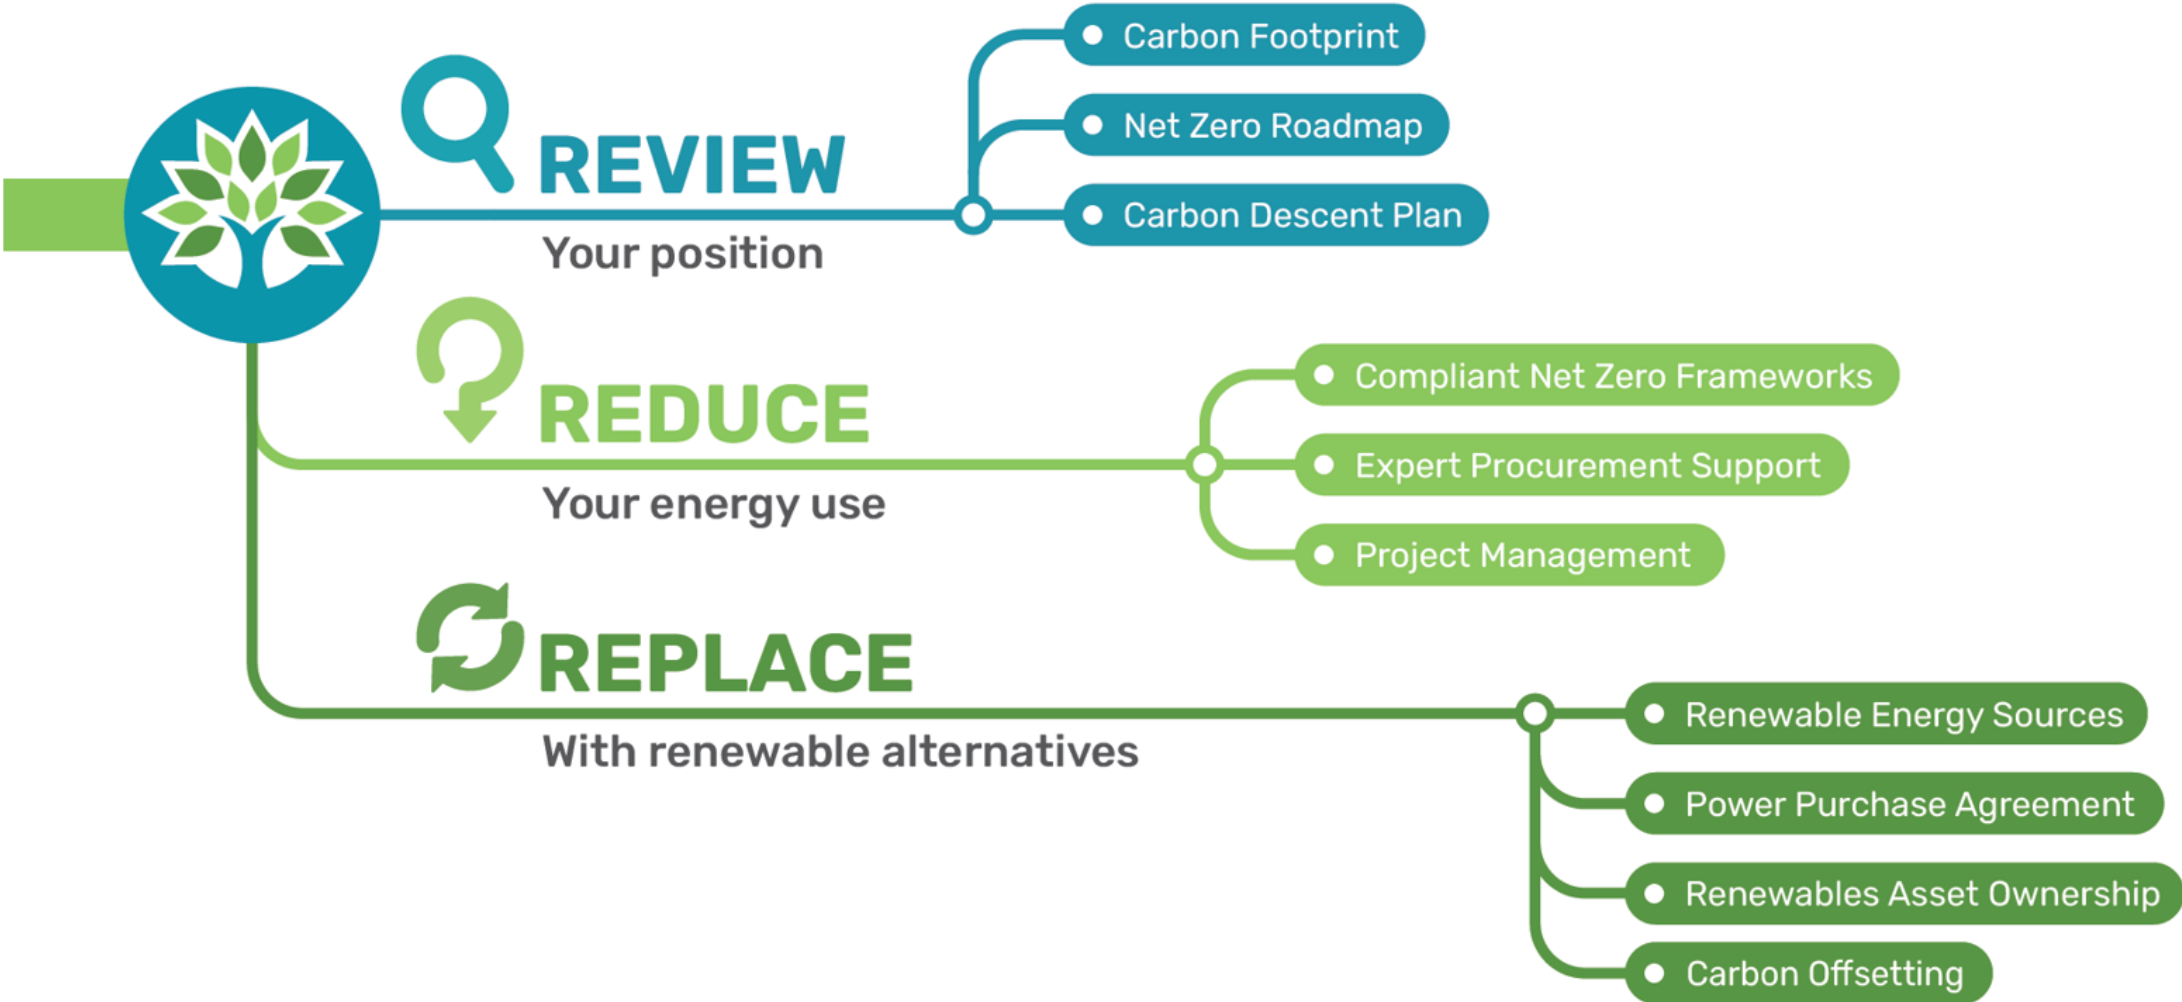 REVIEW
Your position
Carbon Footprint
Net Zero Roadmap
Carbon Descent Plan
REDUCE
Your energy use
Compliant Net Zero Frameworks
Expert Procurement Support
Project Management
REPLACE
With renewable alternatives
Renewable Energy Sources
Power Purchase Agreement
Renewables Asset Ownership
Carbon Offsetting